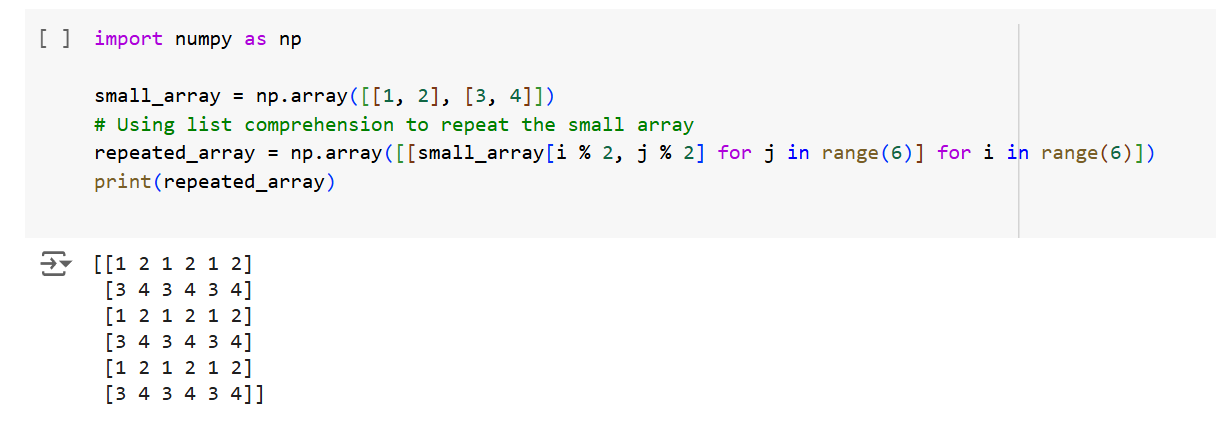 [ ] import numpy as np
small_array = np.array([[1, 2], [3, 4]])
# Using list comprehension to repeat the small array
repeated_array = np.array([[small_array[i % 2, j % 2] for j in range(6)] for i in range(6)])
print(repeated_array)
[[1 2 1 2 1 2]
[3 4 3 4 3 4]
[1 2 1 2 1 2]
[3 4 3 4 3 4]
[1 2 1 2 1 2]
[3 4 3 4 3 4]]